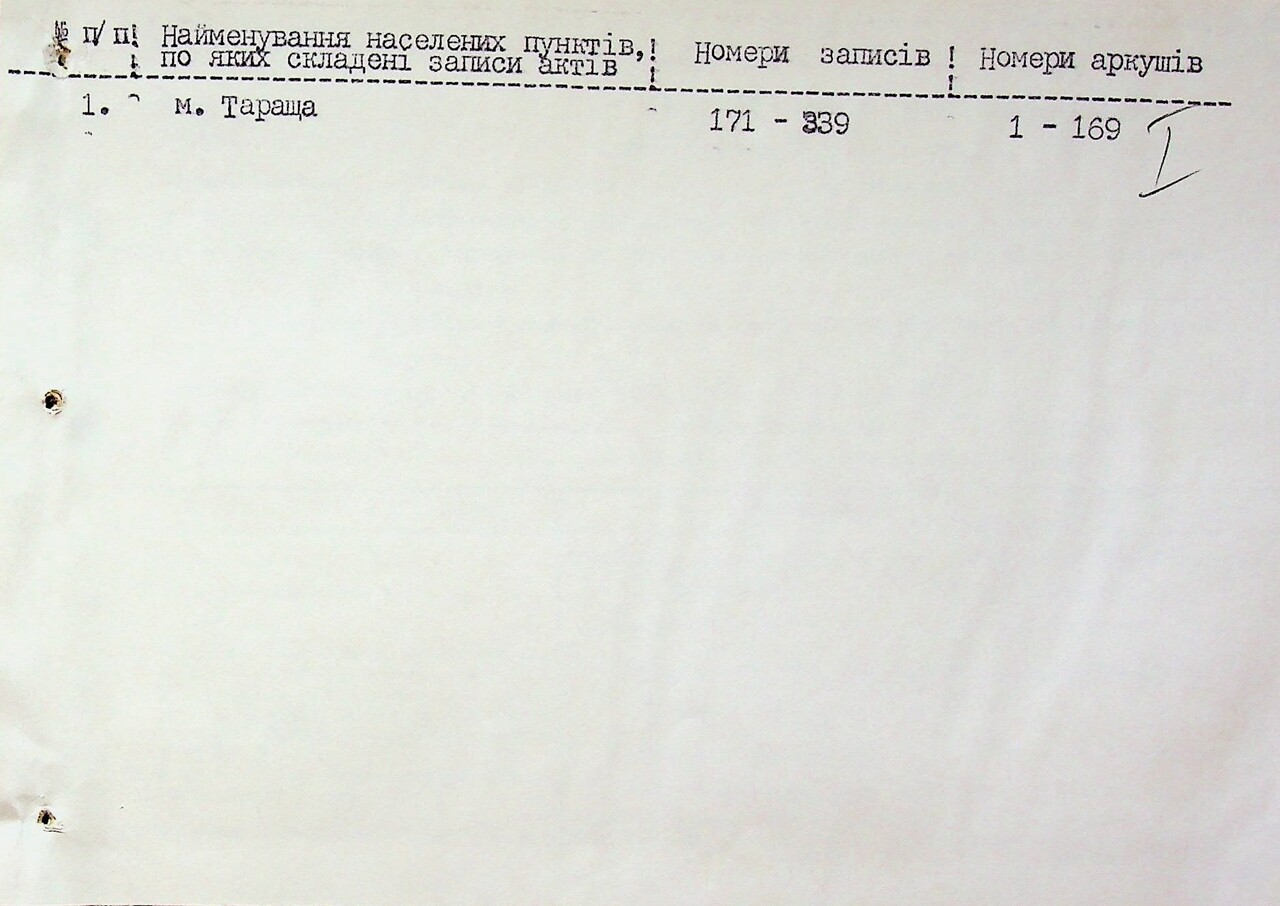 № п/п! Найменування населених пунктів,! Номери записів ! Номери аркушів
! по яких складені записи актів ! !
1. м. Тараща 171 - 339 1 - 169 I